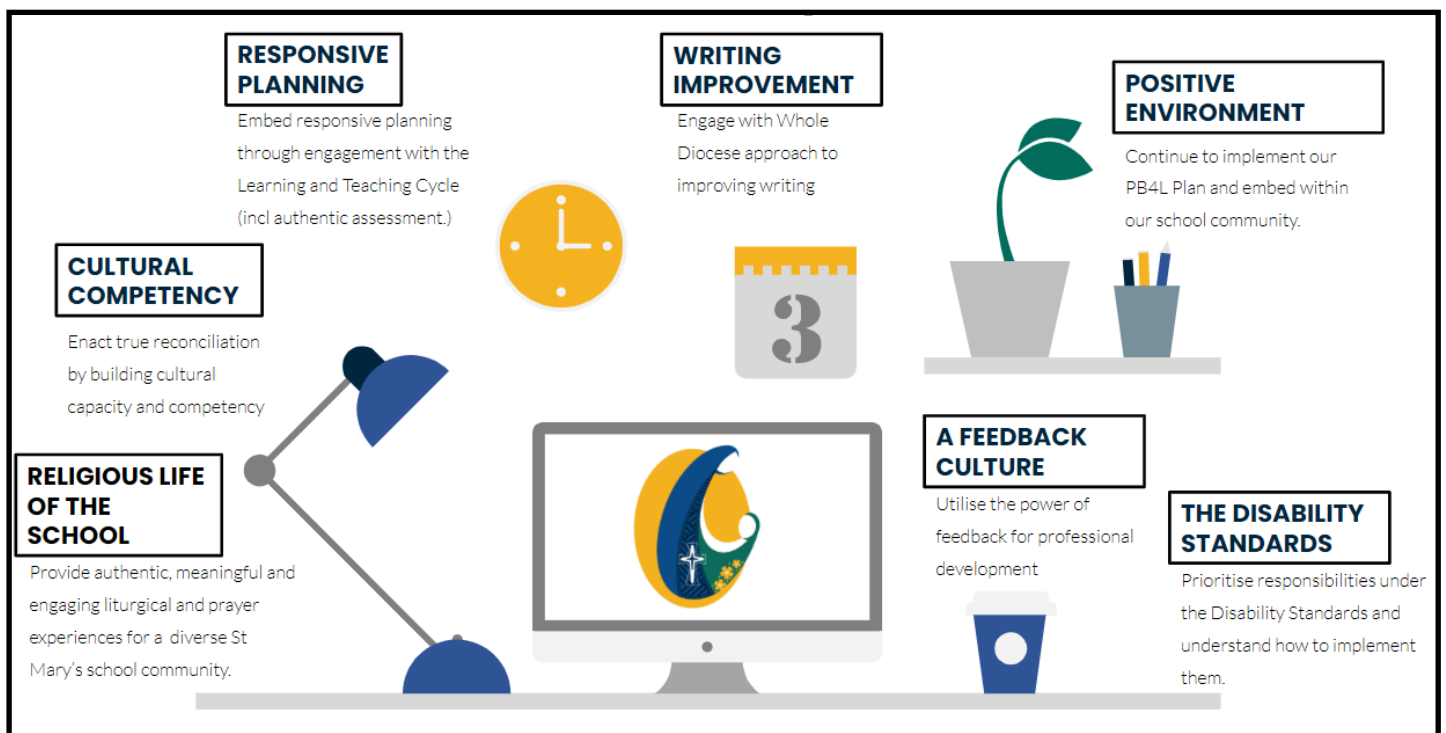 RESPONSIVE
PLANNING
Embed responsive planning
through engagement with the
Learning and Teaching Cycle
(incl authentic assessment.)
WRITING
IMPROVEMENT
Engage with Whole
Diocese approach to
improving writing
POSITIVE
ENVIRONMENT
Continue to implement our
PB4L Plan and embed within
our school community.
CULTURAL
COMPETENCY
Enact true reconciliation
by building cultural
capacity and competency
3
RELIGIOUS LIFE
OF THE
SCHOOL
Provide authentic, meaningful and
engaging liturgical and prayer
experiences for a diverse St
Mary's school community.
A FEEDBACK
CULTURE
Utilise the power of
feedback for professional
development
THE DISABILITY
STANDARDS
Prioritise responsibilities under
the Disability Standards and
understand how to implement
them.